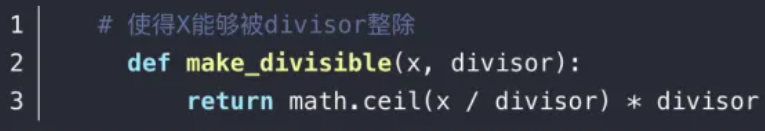 1 # 使得X能够被divisor整除
2 def make_divisible(x, divisor):
3 return math.ceil(x / divisor) * divisor